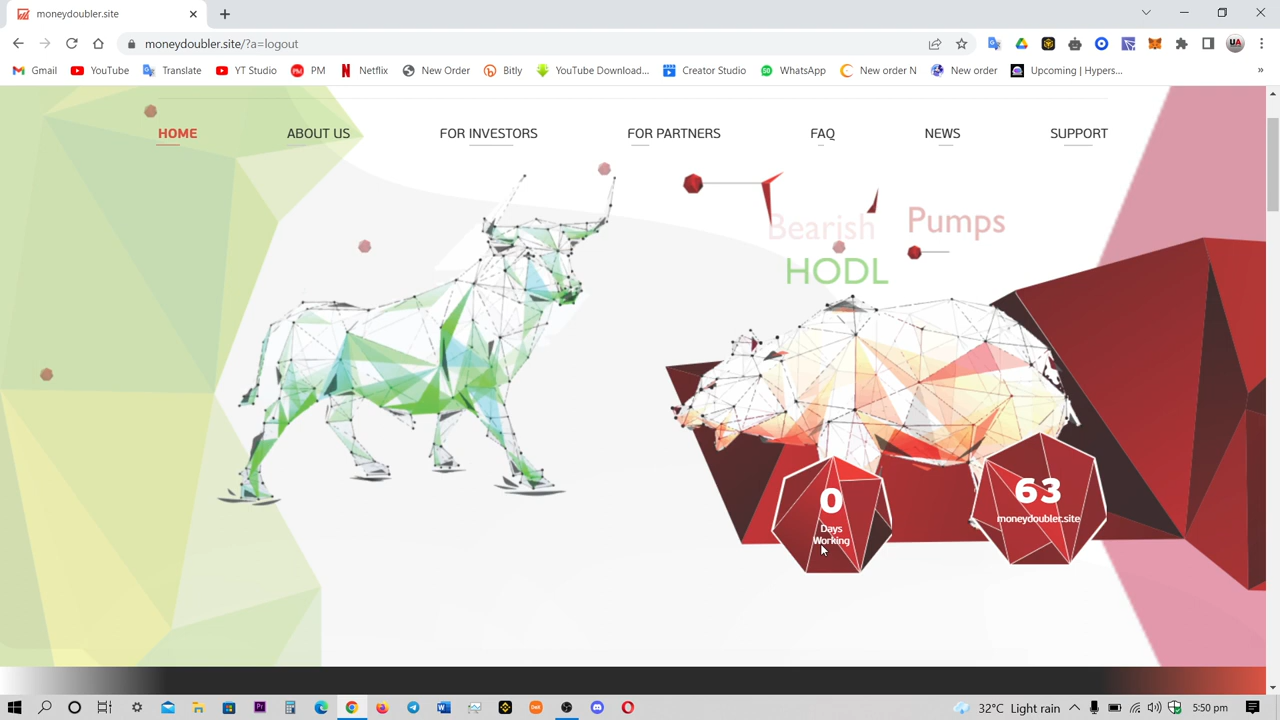 moneydoubler.site
moneydoubler.site/?a=logout
UA
Gmail
YouTube
Translate
YT Studio
PM
PM
Netflix
New Order
Bitly
YouTube Download...
Creator Studio
WhatsApp
New order N
New order
Upcoming | Hypers...
»
HOME
ABOUT US
FOR INVESTORS
FOR PARTNERS
FAQ
NEWS
SUPPORT
Bearish
Pumps
HODL
0
Days
Working
63
moneydoubler.site
32°C Light rain
5:50 pm